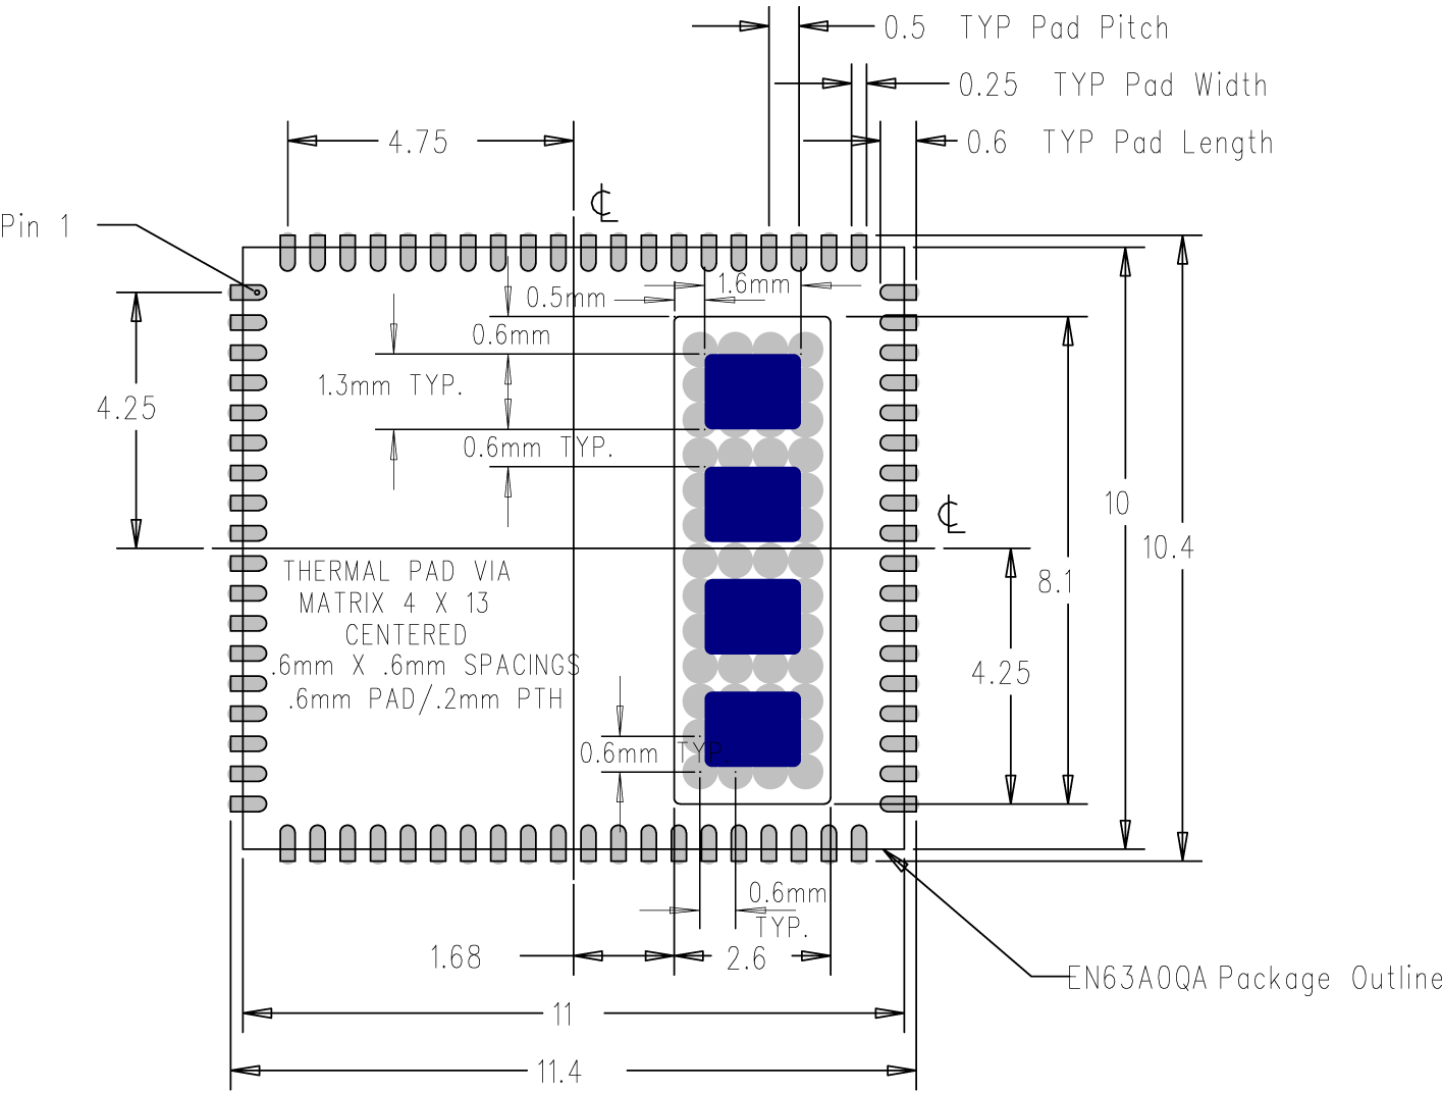 0.5 TYP Pad Pitch
0.25 TYP Pad Width
4.75
0.6 TYP Pad Length
℄
Pin 1
1.6mm
0.5mm
0.6mm
1.3mm TYP.
4.25
0.6mm TYP.
10
℄
10.4
THERMAL PAD VIA
MATRIX 4 X 13
CENTERED
.6mm X .6mm SPACINGS
.6mm PAD/.2mm PTH
8.1
4.25
0.6mm TYP
0.6mm
TYP.
1.68
2.6
EN63A0QA Package Outline
11
11.4